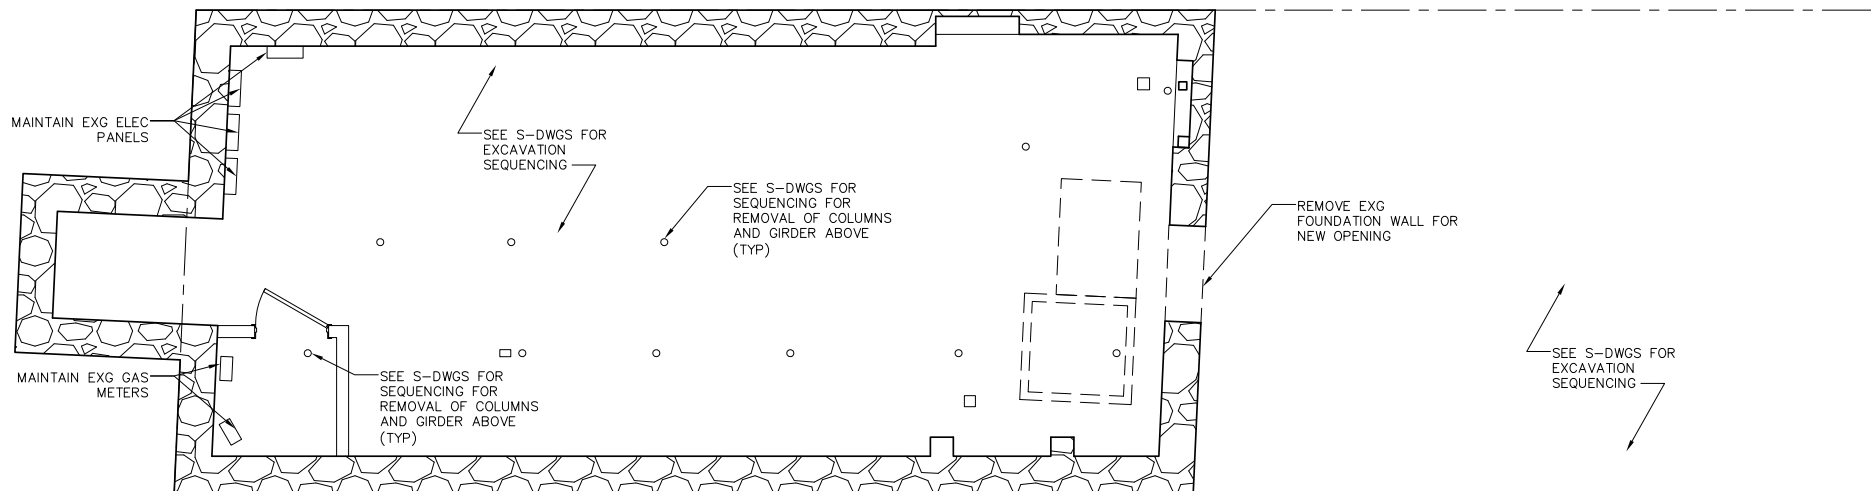 MAINTAIN EXG ELEC
PANELS
SEE S-DWGS FOR
EXCAVATION
SEQUENCING
SEE S-DWGS FOR
SEQUENCING FOR
REMOVAL OF COLUMNS
AND GIRDER ABOVE
(TYP)
REMOVE EXG
FOUNDATION WALL FOR
NEW OPENING
MAINTAIN EXG GAS
METERS
SEE S-DWGS FOR
SEQUENCING FOR
REMOVAL OF COLUMNS
AND GIRDER ABOVE
(TYP)
SEE S-DWGS FOR
EXCAVATION
SEQUENCING